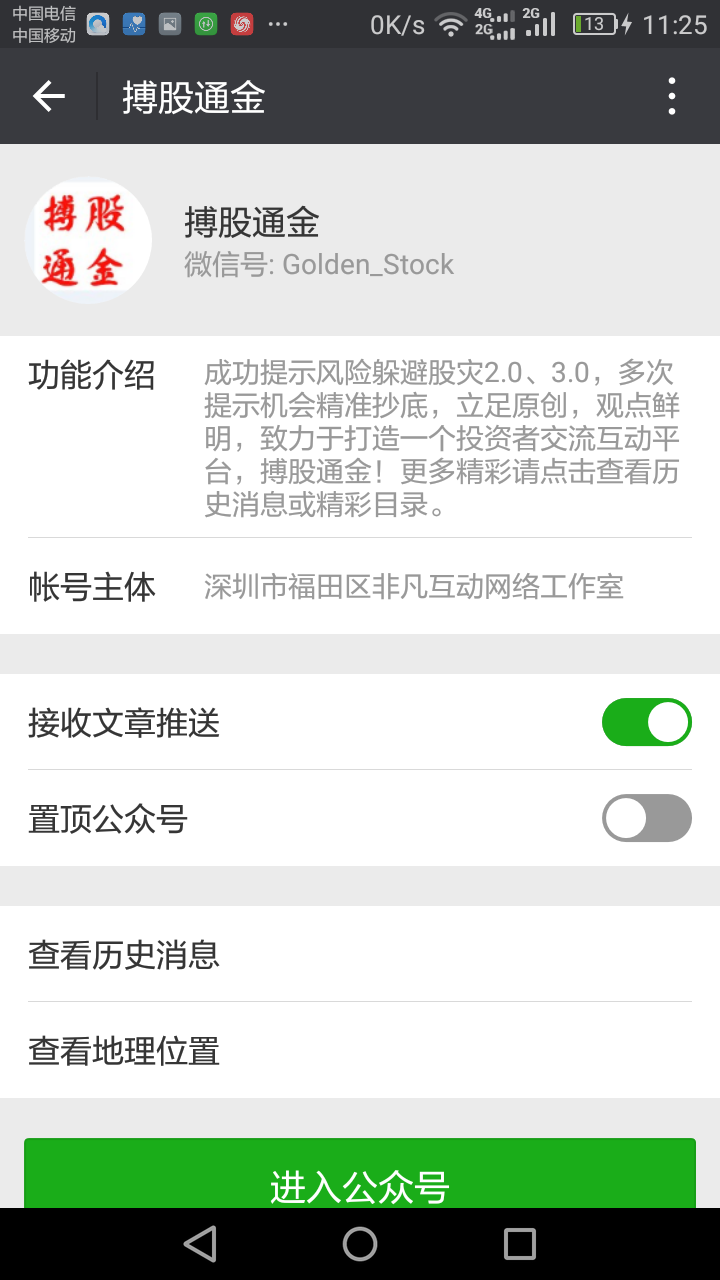 中国电信
中国移动
0K/s 4G 2G 2G 13 11:25
搏股通金
搏股
通金
搏股通金
微信号: Golden_Stock
功能介绍
成功提示风险躲避股灾2.0、3.0，多次
提示机会精准抄底，立足原创，观点鲜
明，致力于打造一个投资者交流互动平
台，搏股通金！更多精彩请点击查看历
史消息或精彩目录。
帐号主体
深圳市福田区非凡互动网络工作室
接收文章推送
置顶公众号
查看历史消息
查看地理位置
进入公众号